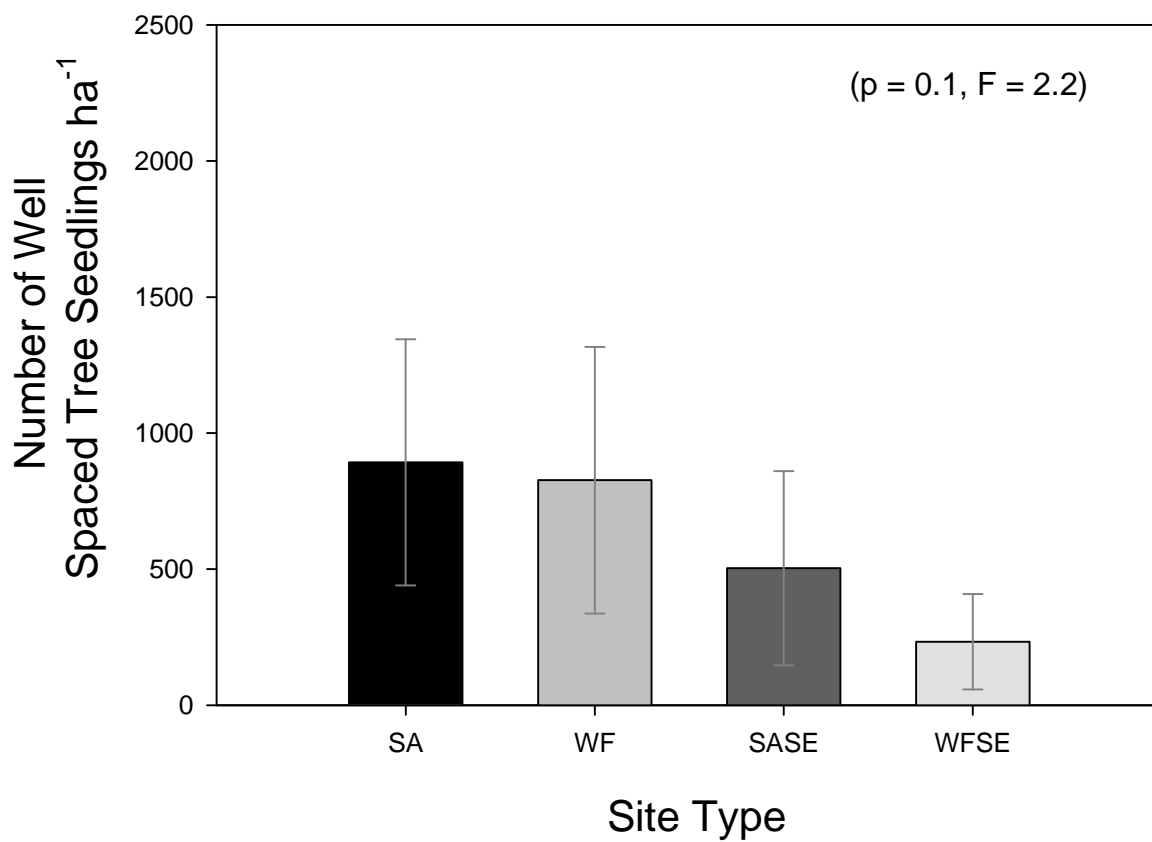 Number of Well
Spaced Tree Seedlings ha⁻¹
2500
2000
1500
1000
500
0
(p = 0.1, F = 2.2)
SA WF SASE WFSE
Site Type